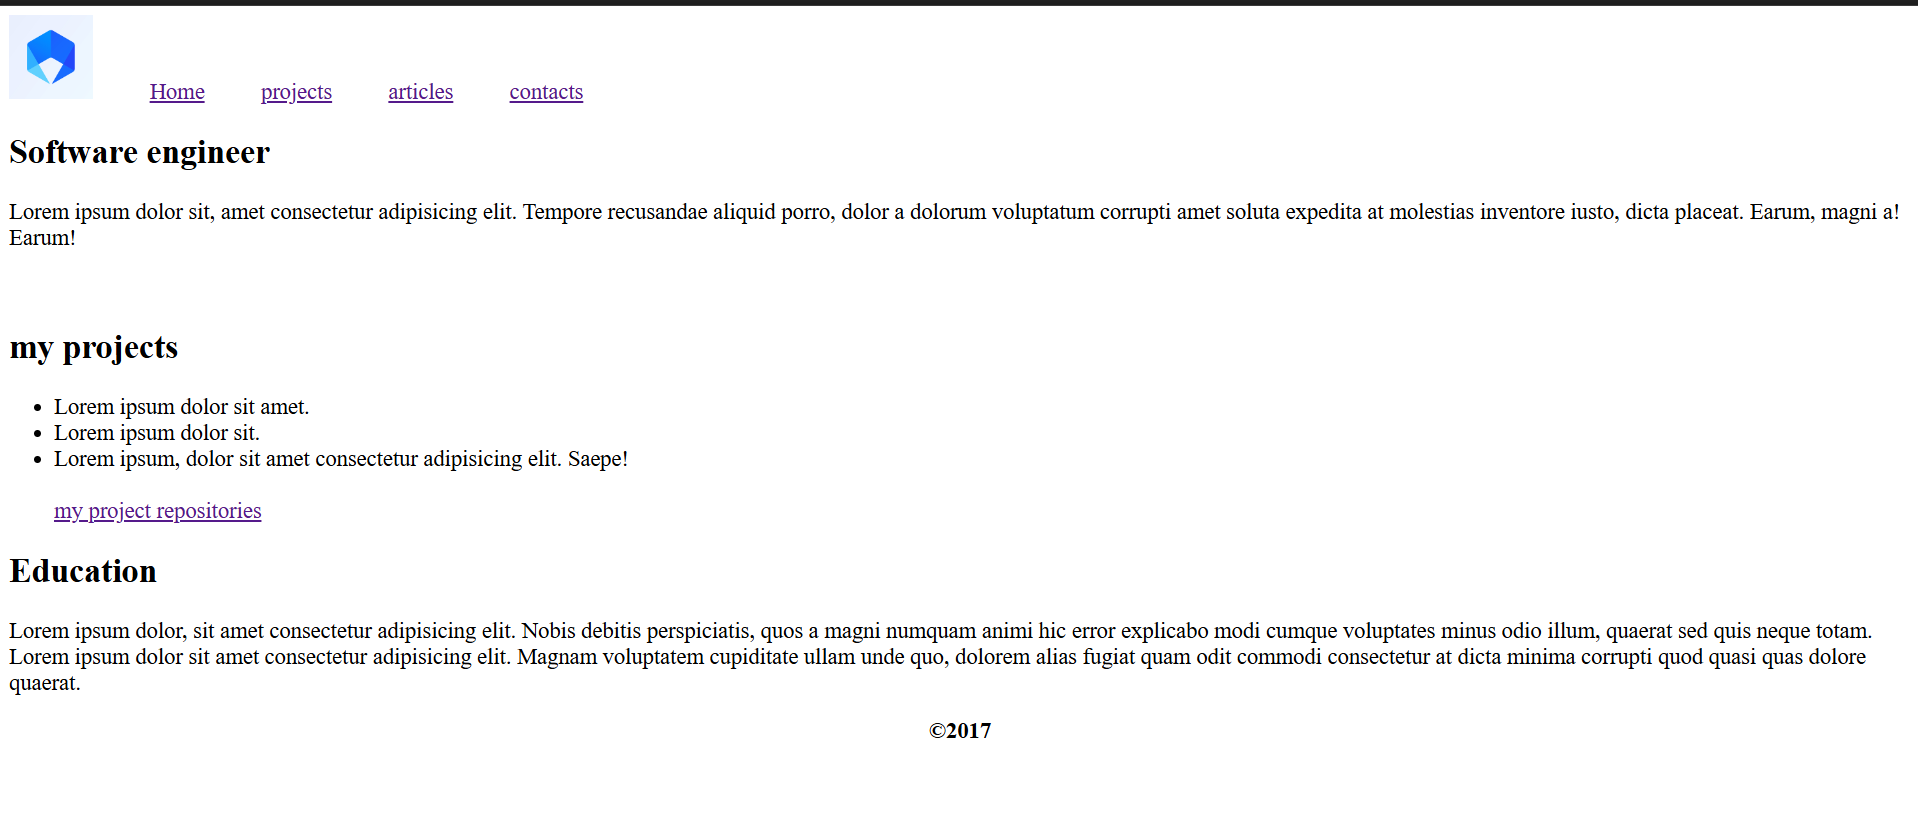 Home projects articles contacts
Software engineer
Lorem ipsum dolor sit, amet consectetur adipisicing elit. Tempore recusandae aliquid porro, dolor a dolorum voluptatum corrupti amet soluta expedita at molestias inventore iusto, dicta placeat. Earum, magni a!
Earum!
my projects
• Lorem ipsum dolor sit amet.
• Lorem ipsum dolor sit.
• Lorem ipsum, dolor sit amet consectetur adipisicing elit. Saepe!
my project repositories
Education
Lorem ipsum dolor, sit amet consectetur adipisicing elit. Nobis debitis perspiciatis, quos a magni numquam animi hic error explicabo modi cumque voluptates minus odio illum, quaerat sed quis neque totam.
Lorem ipsum dolor sit amet consectetur adipisicing elit. Magnam voluptatem cupiditate ullam unde quo, dolorem alias fugiat quam odit commodi consectetur at dicta minima corrupti quod quasi quas dolore
quaerat.
©2017